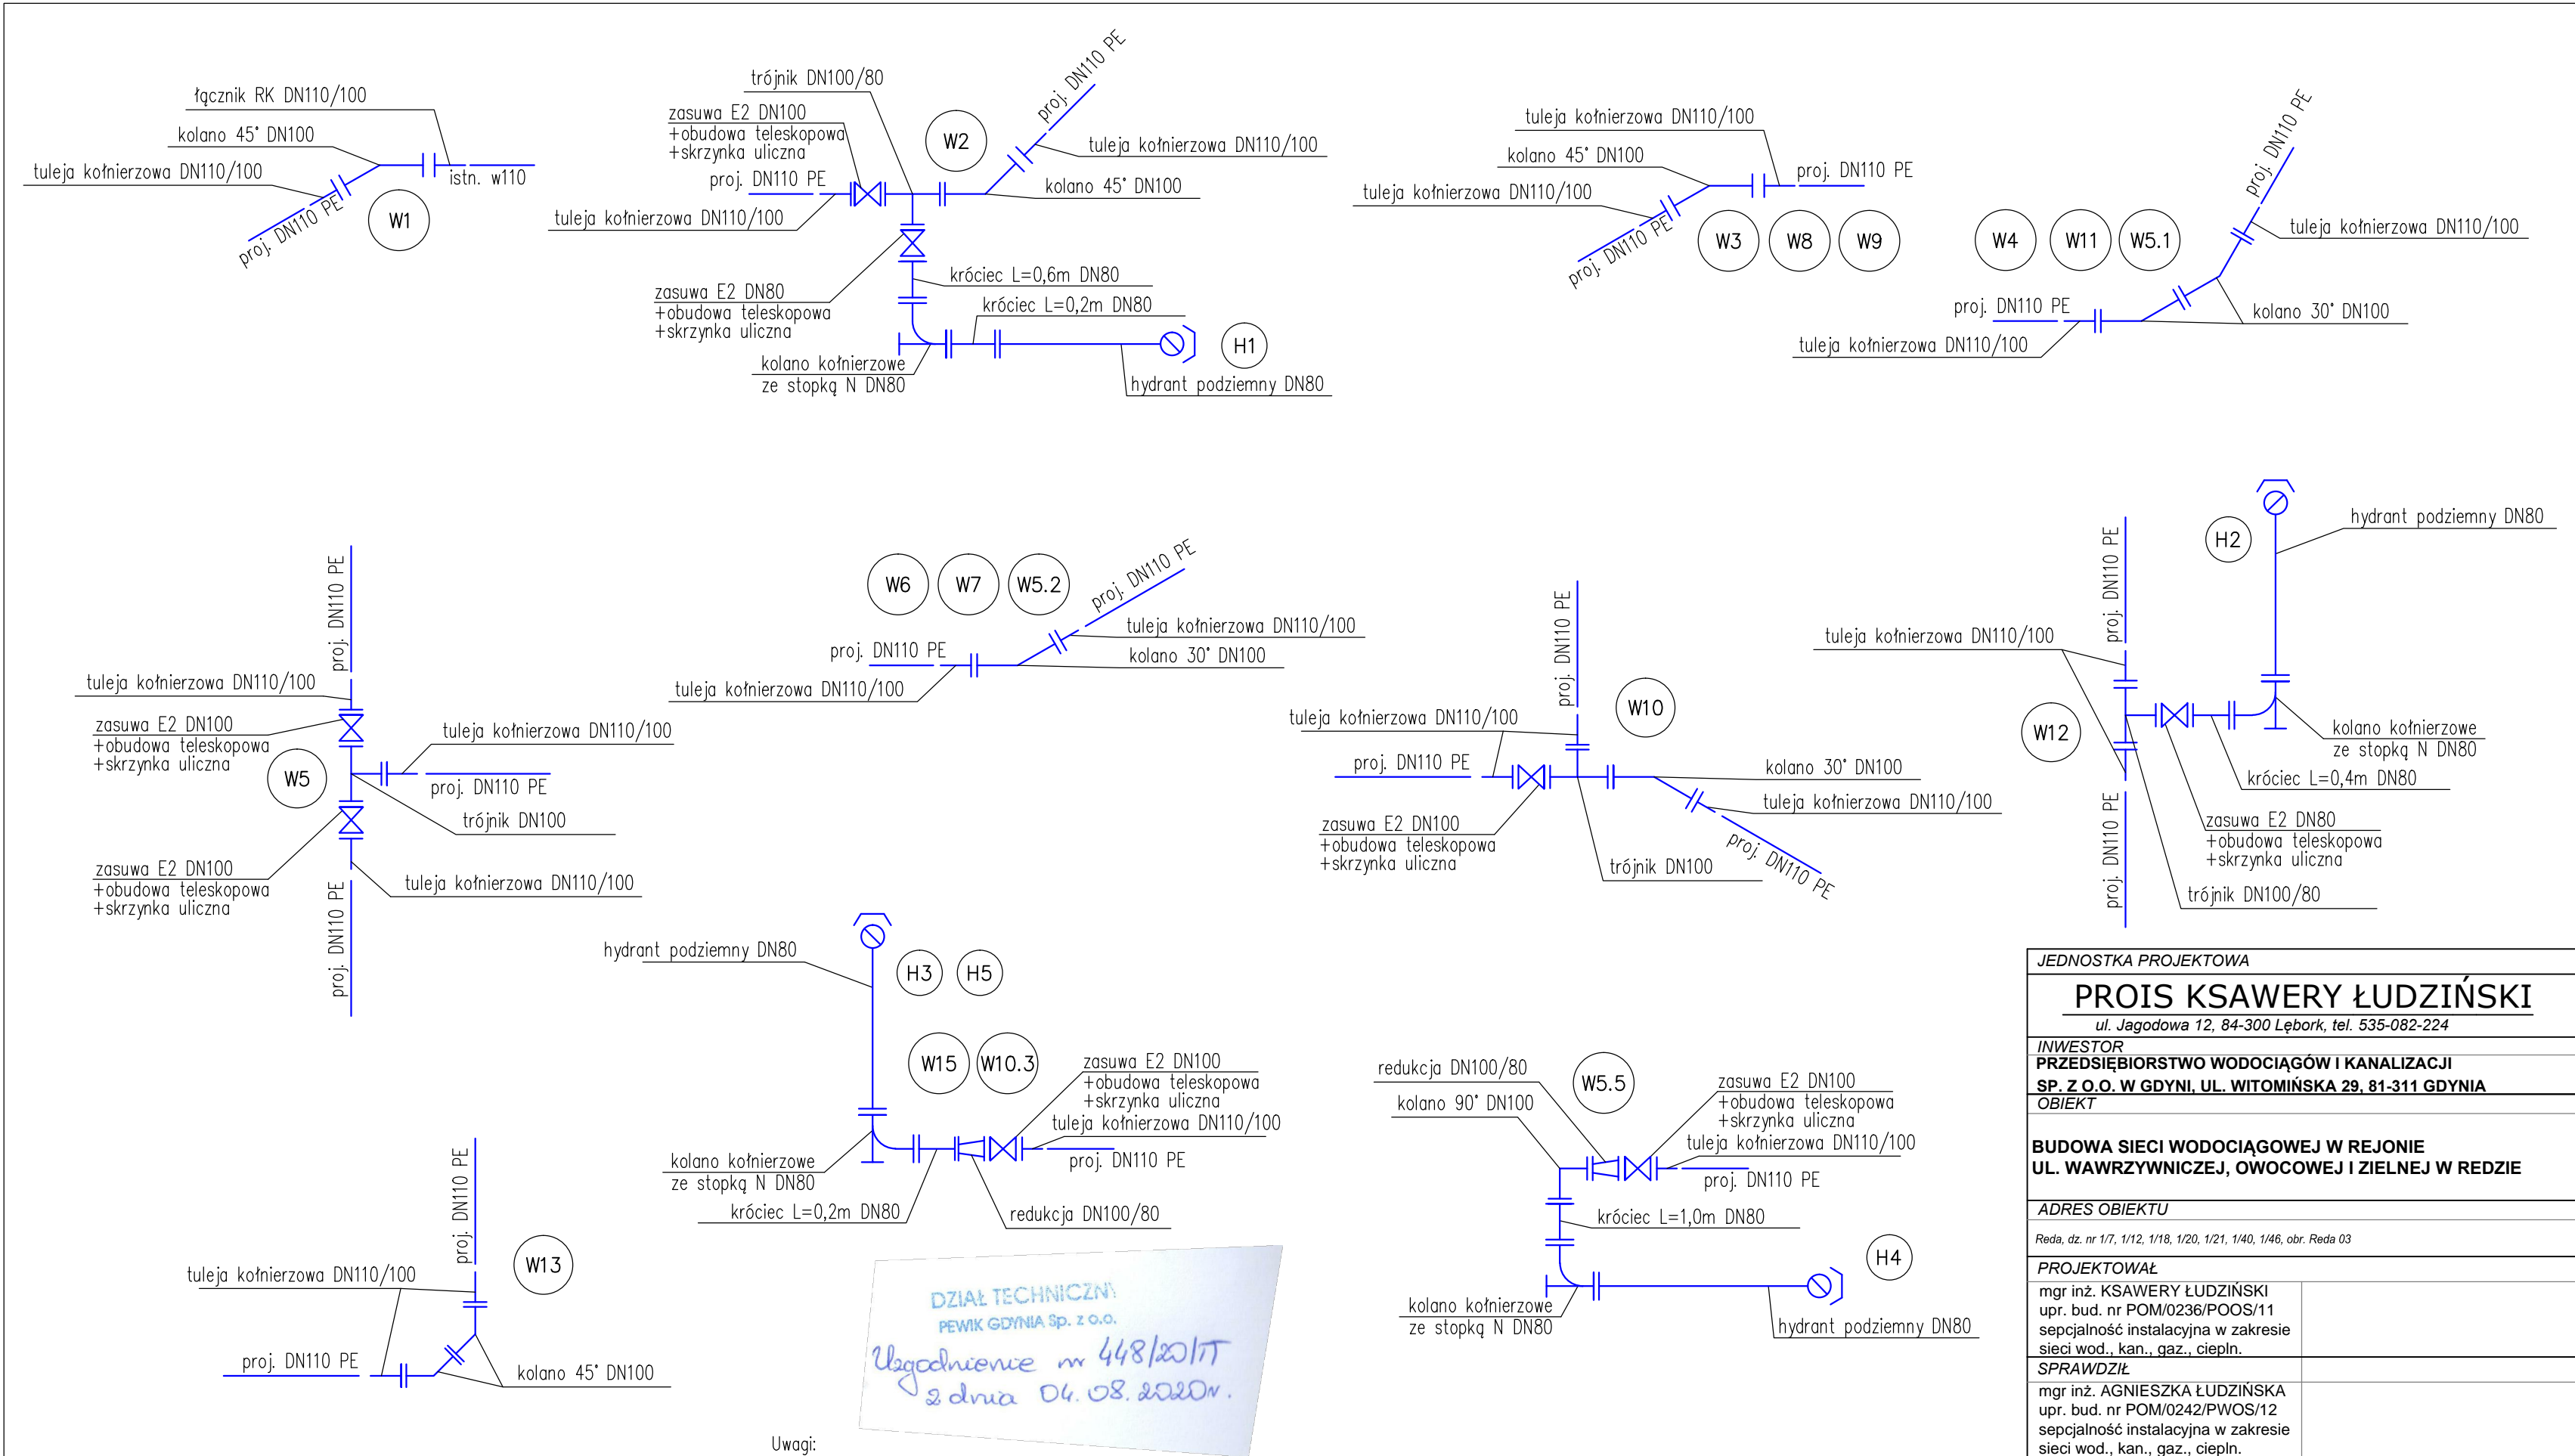 łącznik RK DN110/100
kolano 45° DN100
tuleja kołnierzowa DN110/100
istn. w110
proj. DN110 PE
W1
trójnik DN100/80
zasuwa E2 DN100
+obudowa teleskopowa
+skrzynka uliczna
proj. DN110 PE
tuleja kołnierzowa DN110/100
W2
proj. DN110 PE
tuleja kołnierzowa DN110/100
kolano 45° DN100
zasuwa E2 DN80
+obudowa teleskopowa
+skrzynka uliczna
króciec L=0,6m DN80
króciec L=0,2m DN80
kolano kołnierzowe
ze stopką N DN80
H1
hydrant podziemny DN80
tuleja kołnierzowa DN110/100
kolano 45° DN100
tuleja kołnierzowa DN110/100
proj. DN110 PE
proj. DN110 PE
W3
W8
W9
W4
W11
W5.1
proj. DN110 PE
tuleja kołnierzowa DN110/100
proj. DN110 PE
kolano 30° DN100
tuleja kołnierzowa DN110/100
proj. DN110 PE
tuleja kołnierzowa DN110/100
zasuwa E2 DN100
+obudowa teleskopowa
+skrzynka uliczna
W5
tuleja kołnierzowa DN110/100
proj. DN110 PE
trójnik DN100
zasuwa E2 DN100
+obudowa teleskopowa
+skrzynka uliczna
tuleja kołnierzowa DN110/100
proj. DN110 PE
W6
W7
W5.2
proj. DN110 PE
tuleja kołnierzowa DN110/100
proj. DN110 PE
kolano 30° DN100
tuleja kołnierzowa DN110/100
proj. DN110 PE
W10
tuleja kołnierzowa DN110/100
proj. DN110 PE
kolano 30° DN100
tuleja kołnierzowa DN110/100
zasuwa E2 DN100
+obudowa teleskopowa
+skrzynka uliczna
proj. DN110 PE
trójnik DN100
H2
hydrant podziemny DN80
proj. DN110 PE
tuleja kołnierzowa DN110/100
W12
kolano kołnierzowe
ze stopką N DN80
króciec L=0,4m DN80
zasuwa E2 DN80
+obudowa teleskopowa
+skrzynka uliczna
proj. DN110 PE
trójnik DN100/80
hydrant podziemny DN80
H3
H5
W15
W10.3
zasuwa E2 DN100
+obudowa teleskopowa
+skrzynka uliczna
tuleja kołnierzowa DN110/100
proj. DN110 PE
kolano kołnierzowe
ze stopką N DN80
króciec L=0,2m DN80
redukcja DN100/80
redukcja DN100/80
kolano 90° DN100
W5.5
zasuwa E2 DN100
+obudowa teleskopowa
+skrzynka uliczna
tuleja kołnierzowa DN110/100
proj. DN110 PE
króciec L=1,0m DN80
H4
kolano kołnierzowe
ze stopką N DN80
hydrant podziemny DN80
proj. DN110 PE
W13
tuleja kołnierzowa DN110/100
proj. DN110 PE
kolano 45° DN100
DZIAŁ TECHNICZNY
PEWIK GDYNIA Sp. z o.o.
Uzgodnienie nr 448/20/TT
z dnia 04.08.2020r.
Uwagi:
JEDNOSTKA PROJEKTOWA
PROIS KSAWERY ŁUDZIŃSKI
ul. Jagodowa 12, 84-300 Lębork, tel. 535-082-224
INWESTOR
PRZEDSIĘBIORSTWO WODOCIĄGÓW I KANALIZACJI
SP. Z O.O. W GDYNI, UL. WITOMIŃSKA 29, 81-311 GDYNIA
OBIEKT
BUDOWA SIECI WODOCIĄGOWEJ W REJONIE
UL. WAWRZYWNICZEJ, OWOCOWEJ I ZIELNEJ W REDZIE
ADRES OBIEKTU
Reda, dz. nr 1/7, 1/12, 1/18, 1/20, 1/21, 1/40, 1/46, obr. Reda 03
PROJEKTOWAŁ
mgr inż. KSAWERY ŁUDZIŃSKI
upr. bud. nr POM/0236/POOS/11
sepcjalność instalacyjna w zakresie
sieci wod., kan., gaz., ciepln.
SPRAWDZIŁ
mgr inż. AGNIESZKA ŁUDZIŃSKA
upr. bud. nr POM/0242/PWOS/12
sepcjalność instalacyjna w zakresie
sieci wod., kan., gaz., ciepln.